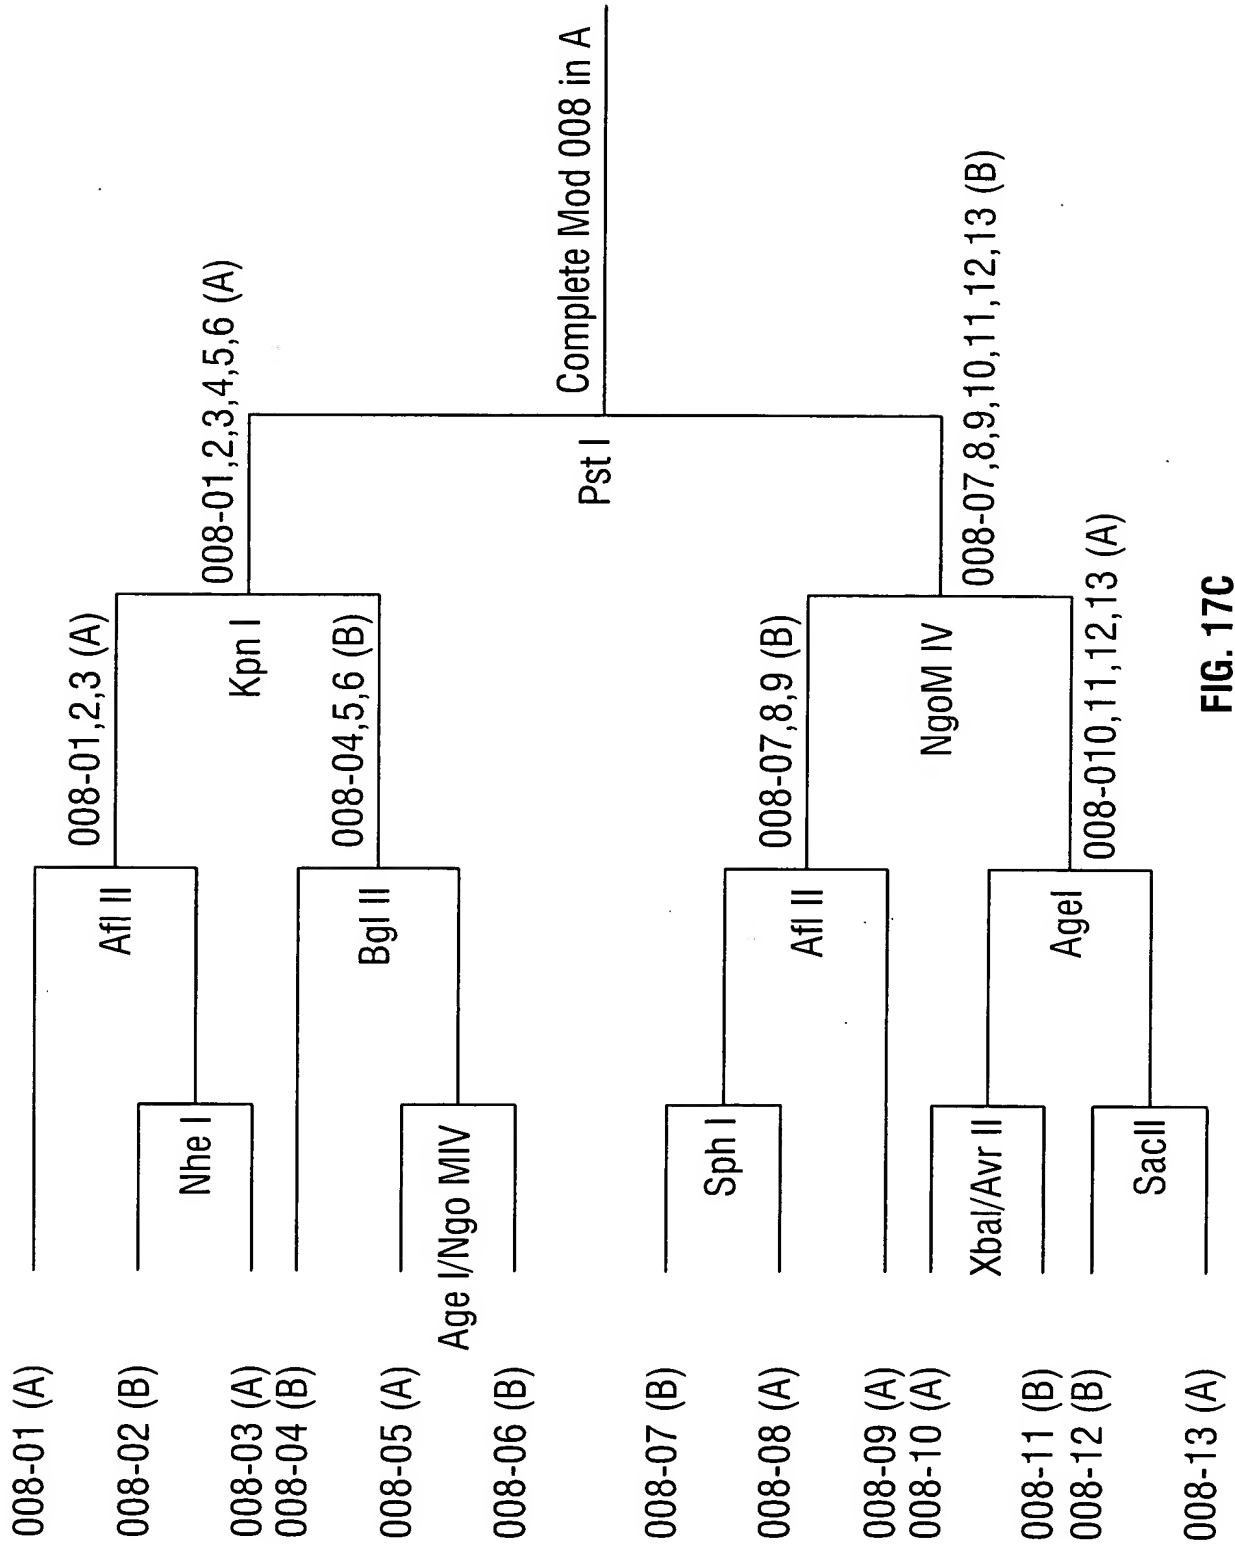 008-01 (A)
008-02 (B)
008-03 (A)
008-04 (B)
008-05 (A)
008-06 (B)
008-07 (B)
008-08 (A)
008-09 (A)
008-10 (A)
008-11 (B)
008-12 (B)
008-13 (A)
Nhe I
Age I/Ngo MIV
Sph I
XbaI/Avr II
SacII
Afl II
Bgl II
Afl II
AgeI
008-01,2,3 (A)
008-04,5,6 (B)
008-07,8,9 (B)
008-010,11,12,13 (A)
Kpn I
NgoM IV
008-01,2,3,4,5,6 (A)
008-07,8,9,10,11,12,13 (B)
Pst I
Complete Mod 008 in A
FIG. 17C